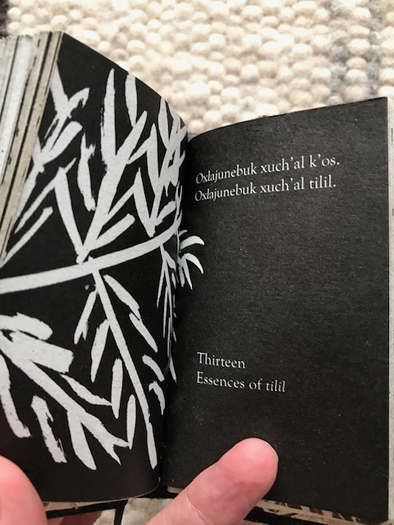 Oxlajunebuk xuch'al k'os.
Oxlajunebuk xuch'al tilil.
Thirteen
Essences of tilil